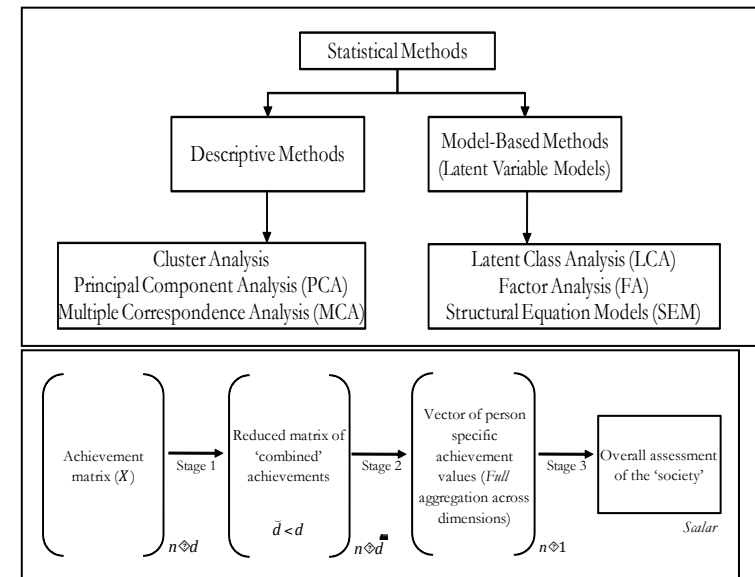 Statistical Methods
Descriptive Methods
Model-Based Methods
(Latent Variable Models)
Cluster Analysis
Principal Component Analysis (PCA)
Multiple Correspondence Analysis (MCA)
Latent Class Analysis (LCA)
Factor Analysis (FA)
Structural Equation Models (SEM)
Achievement
matrix (X)
n�d
Stage 1
Reduced matrix of
‘combined’
achievements
d̄ < d
n�d
Stage 2
Vector of person
specific
achievement
values (Full
aggregation across
dimensions)
n�1
Stage 3
Overall assessment
of the ‘society’
Scalar